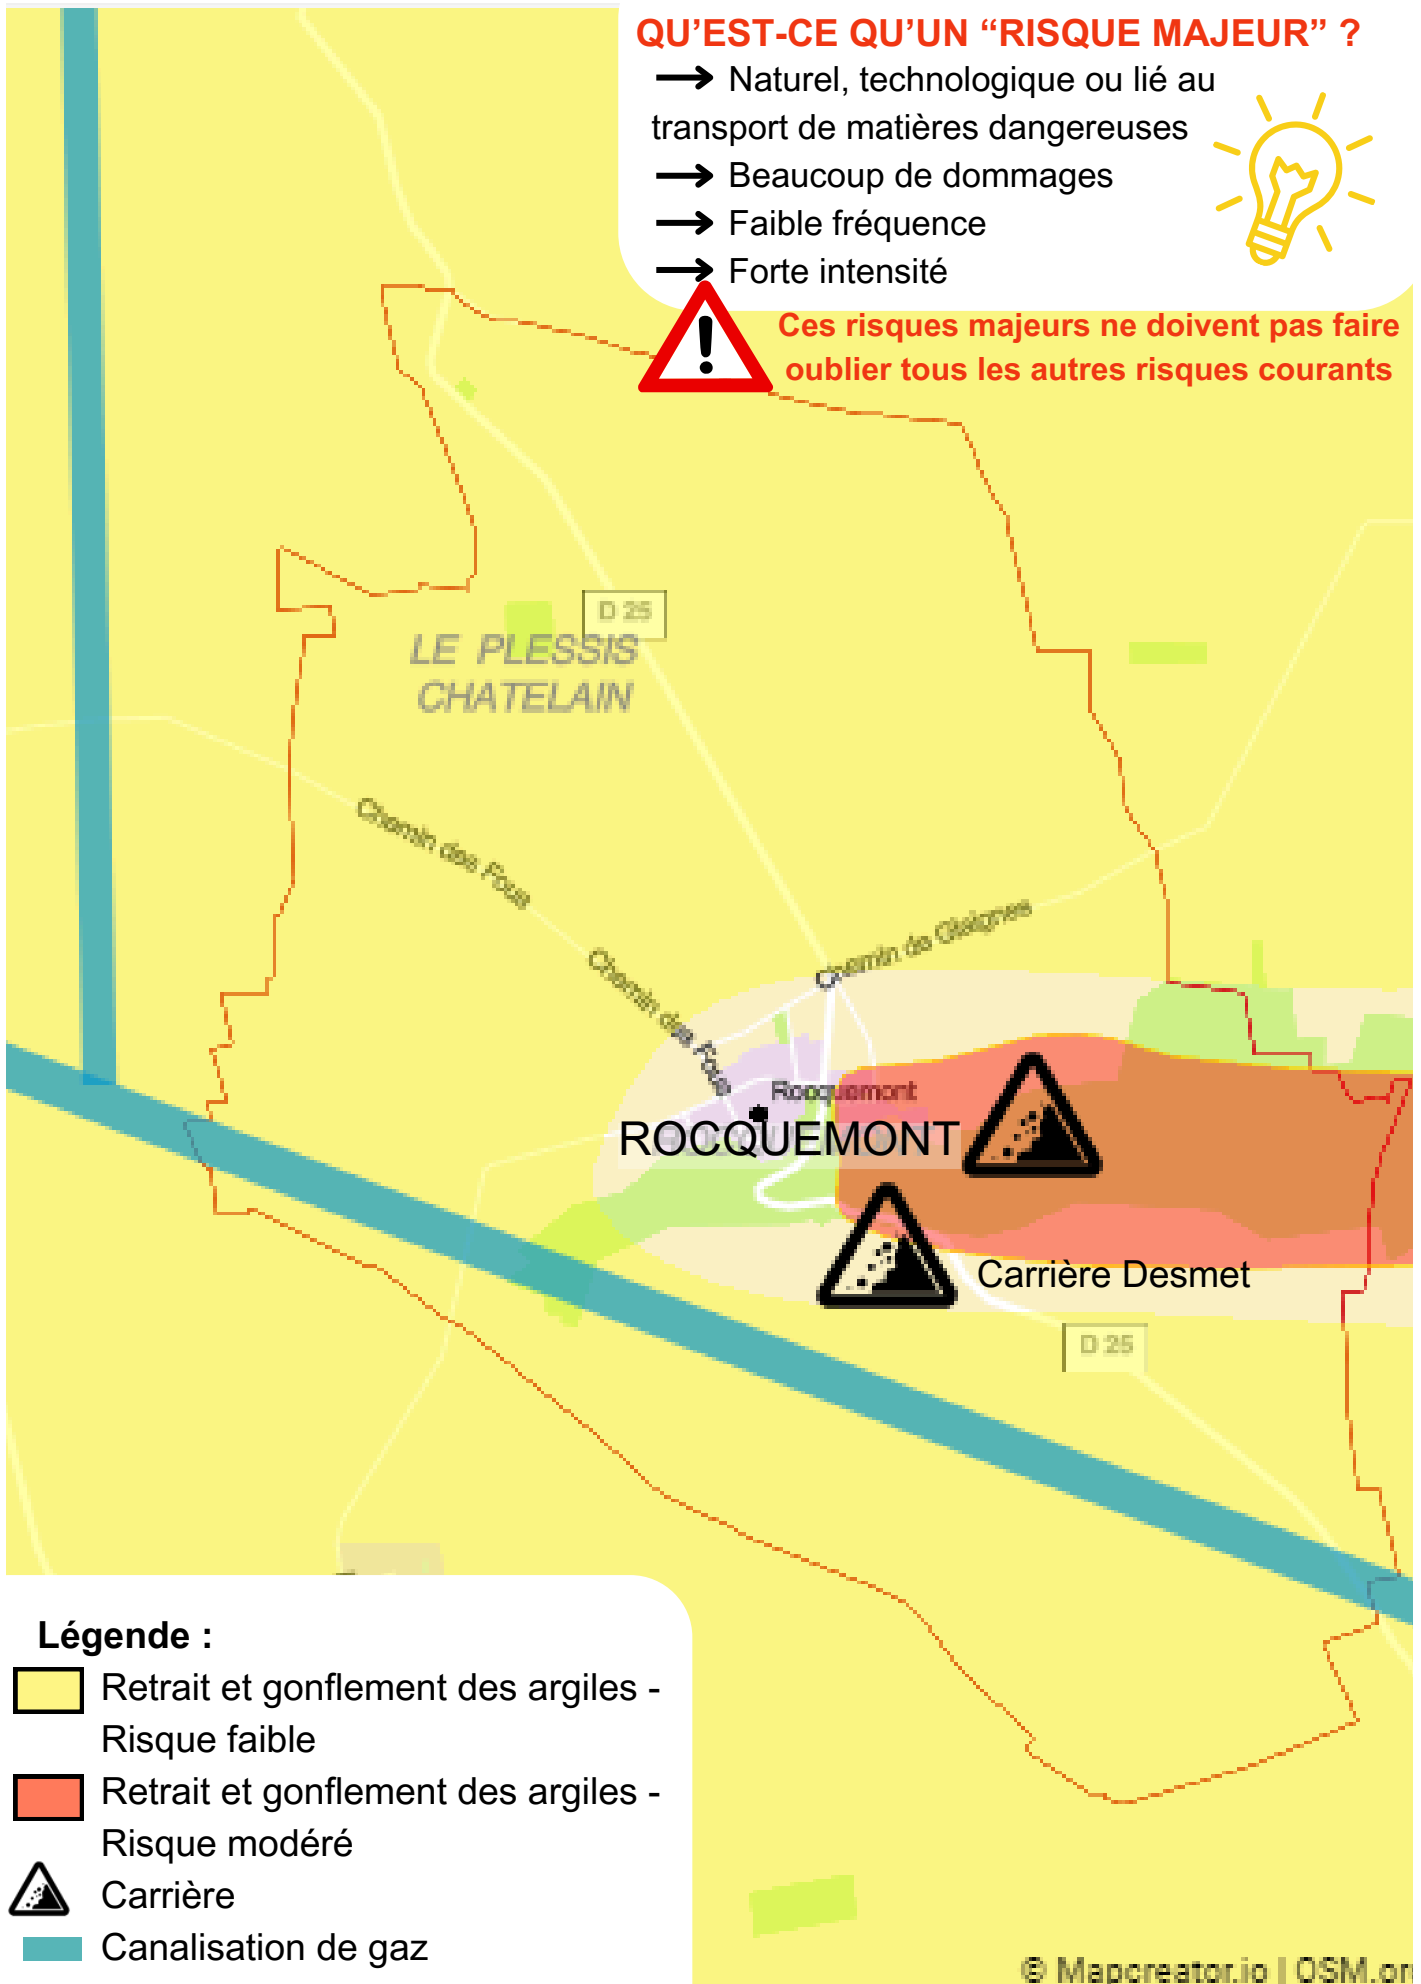 QU’EST-CE QU’UN “RISQUE MAJEUR” ?
Naturel, technologique ou lié au
transport de matières dangereuses
Beaucoup de dommages
Faible fréquence
Forte intensité
Ces risques majeurs ne doivent pas faire
oublier tous les autres risques courants
D 25
LE PLESSIS
CHATELAIN
Chemin des Fous
Chemin de Glaignes
Chemin des Fous
Rocquemont
ROCQUEMONT
Carrière Desmet
D 25
Légende :
Retrait et gonflement des argiles -
Risque faible
Retrait et gonflement des argiles -
Risque modéré
Carrière
Canalisation de gaz
© Mapcreator.io | OSM.or